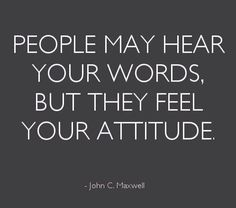 PEOPLE MAY HEAR
YOUR WORDS,
BUT THEY FEEL
YOUR ATTITUDE.
- John C. Maxwell